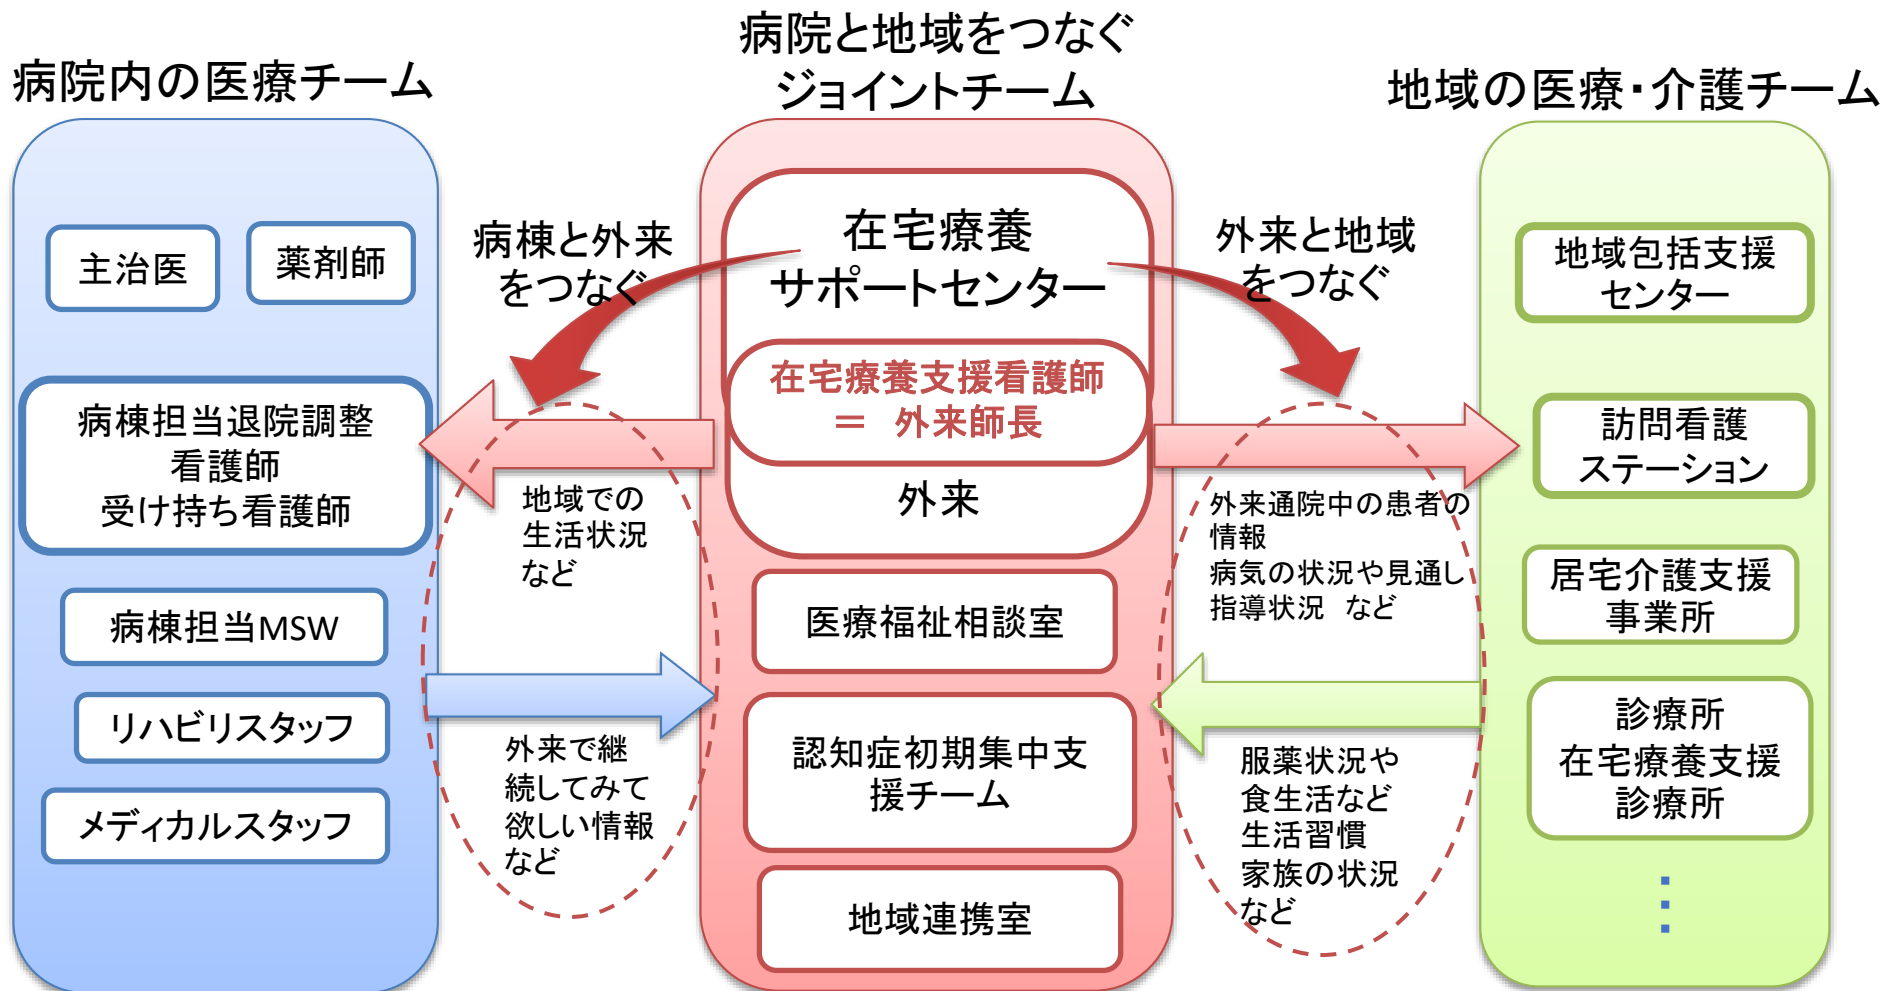 病院内の医療チーム
主治医
薬剤師
病棟担当退院調整
看護師
受け持ち看護師
病棟担当MSW
リハビリスタッフ
メディカルスタッフ
病棟と外来
をつなぐ
地域での
生活状況
など
外来で継
続してみて
欲しい情報
など
病院と地域をつなぐ
ジョイントチーム
在宅療養
サポートセンター
在宅療養支援看護師
＝ 外来師長
外来
医療福祉相談室
認知症初期集中支
援チーム
地域連携室
外来と地域
をつなぐ
外来通院中の患者の
情報
病気の状況や見通し
指導状況 など
服薬状況や
食生活など
生活習慣
家族の状況
など
地域の医療・介護チーム
地域包括支援
センター
訪問看護
ステーション
居宅介護支援
事業所
診療所
在宅療養支援
診療所
…